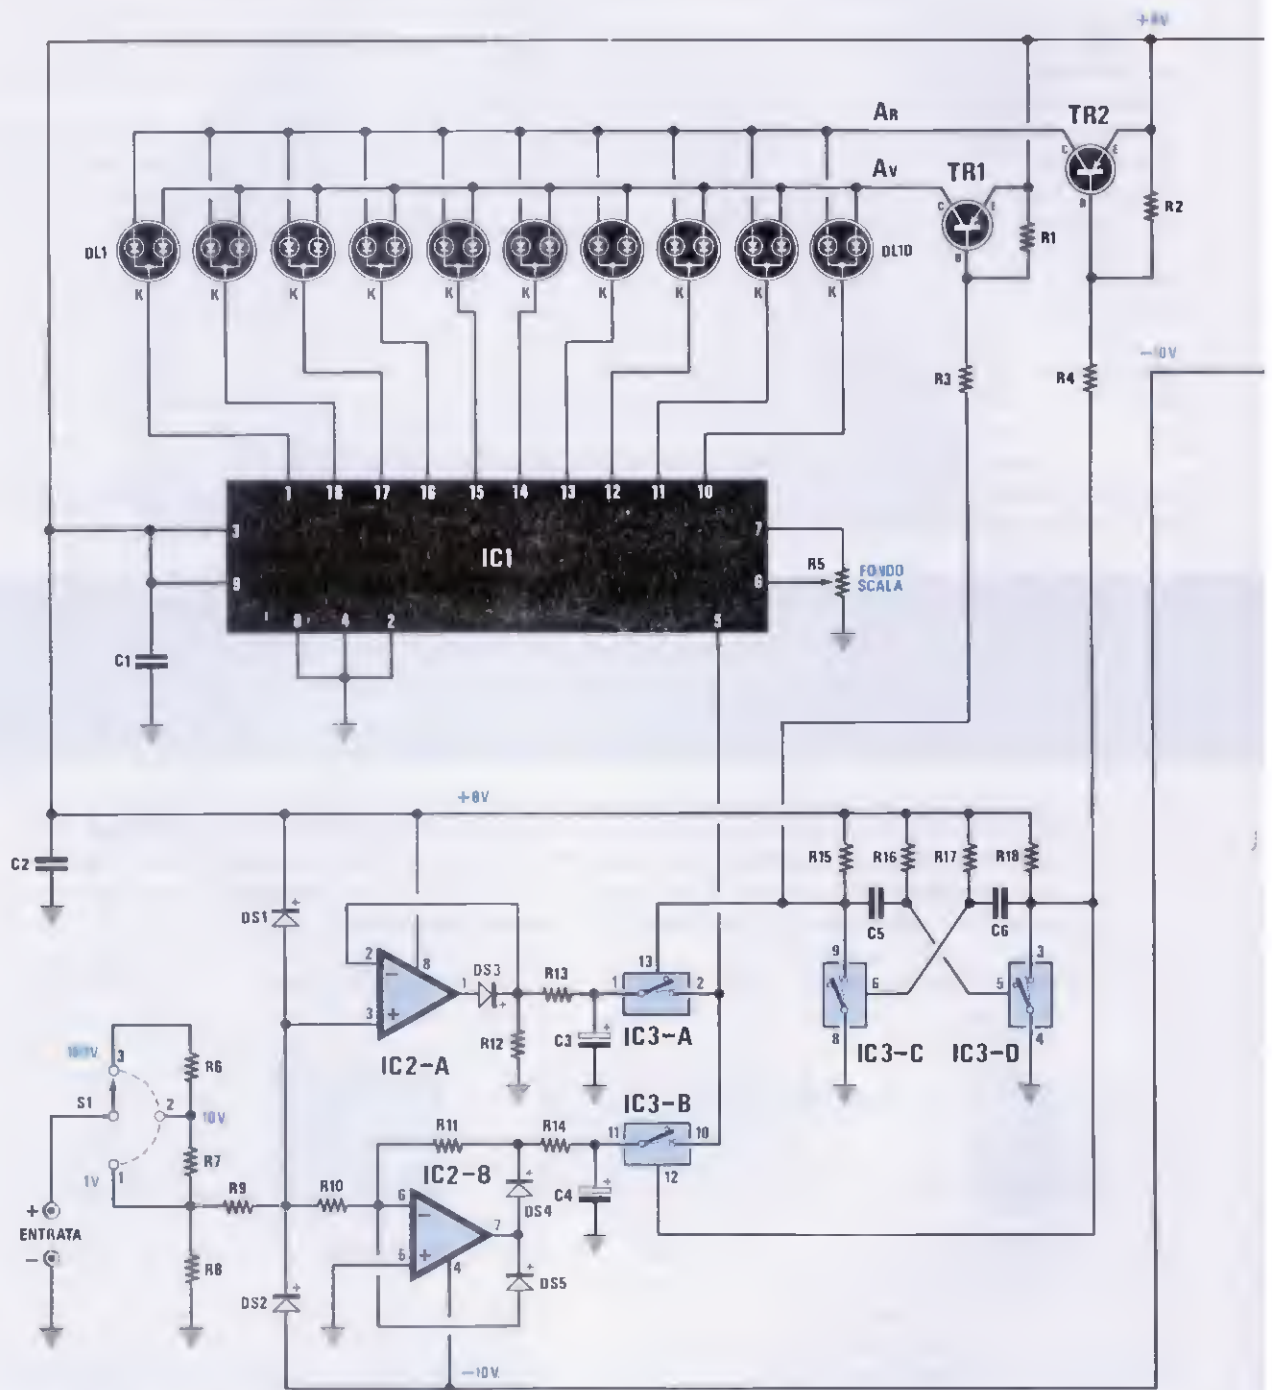 +8V
AR
TR2
AV
TR1
C
E
B
C
E
B
R1
R2
DL1
DL10
K
K
K
K
K
K
K
K
K
K
-10V
R3
R4
1
18
17
16
15
14
13
12
11
10
3
9
IC1
7
6
R5
FONDO
SCALA
8
4
2
5
C1
+8V
C2
DS1
R15
R16
R17
R18
C5
C6
2
8
3
1
DS3
+
R13
R12
C3
+
13
1
2
IC3-A
IC2-A
9
6
8
IC3-C
3
5
4
IC3-D
3
R6
S1
2
10V
R7
1V
1
R9
R10
R11
R14
IC3-B
11
10
12
IC2-B
6
5
7
4
DS4
+
C4
+
DS5
+
+
ENTRATA
-
R8
DS2
+
-10V